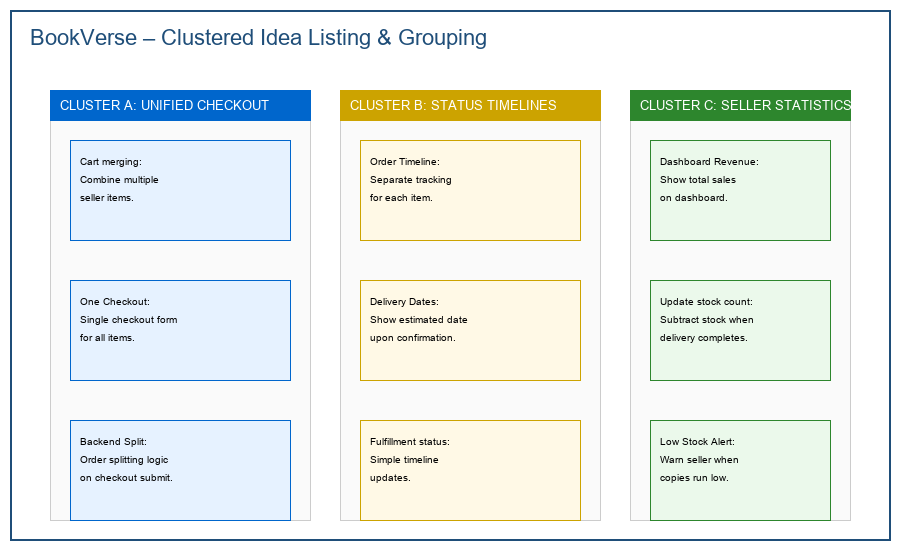 BookVerse – Clustered Idea Listing & Grouping
CLUSTER A: UNIFIED CHECKOUT
Cart merging:
Combine multiple
seller items.
One Checkout:
Single checkout form
for all items.
Backend Split:
Order splitting logic
on checkout submit.
CLUSTER B: STATUS TIMELINES
Order Timeline:
Separate tracking
for each item.
Delivery Dates:
Show estimated date
upon confirmation.
Fulfillment status:
Simple timeline
updates.
CLUSTER C: SELLER STATISTICS
Dashboard Revenue:
Show total sales
on dashboard.
Update stock count:
Subtract stock when
delivery completes.
Low Stock Alert:
Warn seller when
copies run low.